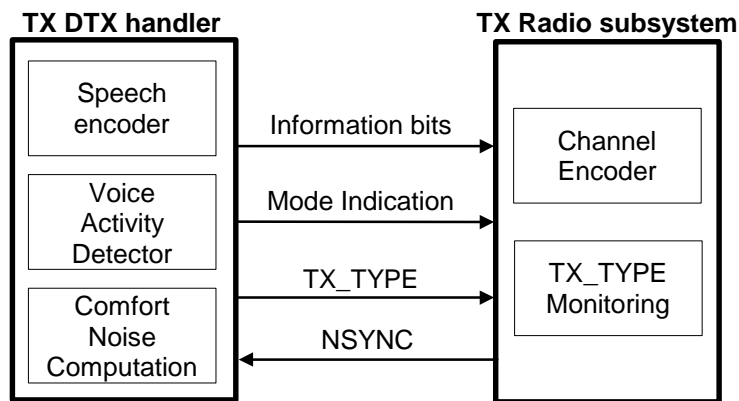 TX DTX handler
Speech
encoder
Voice
Activity
Detector
Comfort
Noise
Computation
Information bits
Mode Indication
TX_TYPE
NSYNC
TX Radio subsystem
Channel
Encoder
TX_TYPE
Monitoring